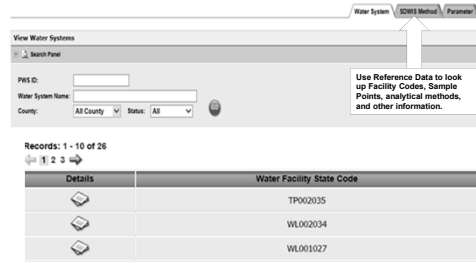 Water System SDWIS Method Parameter
View Water Systems
Search Panel
PWS ID:
Water System Name:
County: All County Status: All GO
Use Reference Data to look
up Facility Codes, Sample
Points, analytical methods,
and other information.
Records: 1 - 10 of 26
1 2 3
Details Water Facility State Code
TP002035
WL002034
WL001027